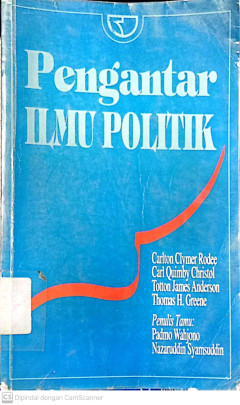 Pengantar
ILMU POLITIK
Carlton Clymer Rodee
Carl Quimby Christol
Totton James Anderson
Thomas H. Greene
Penulis Tamu:
Padmo Wahjono
Nazaruddin Syamsuddin
CS Dipindai dengan CamScanner